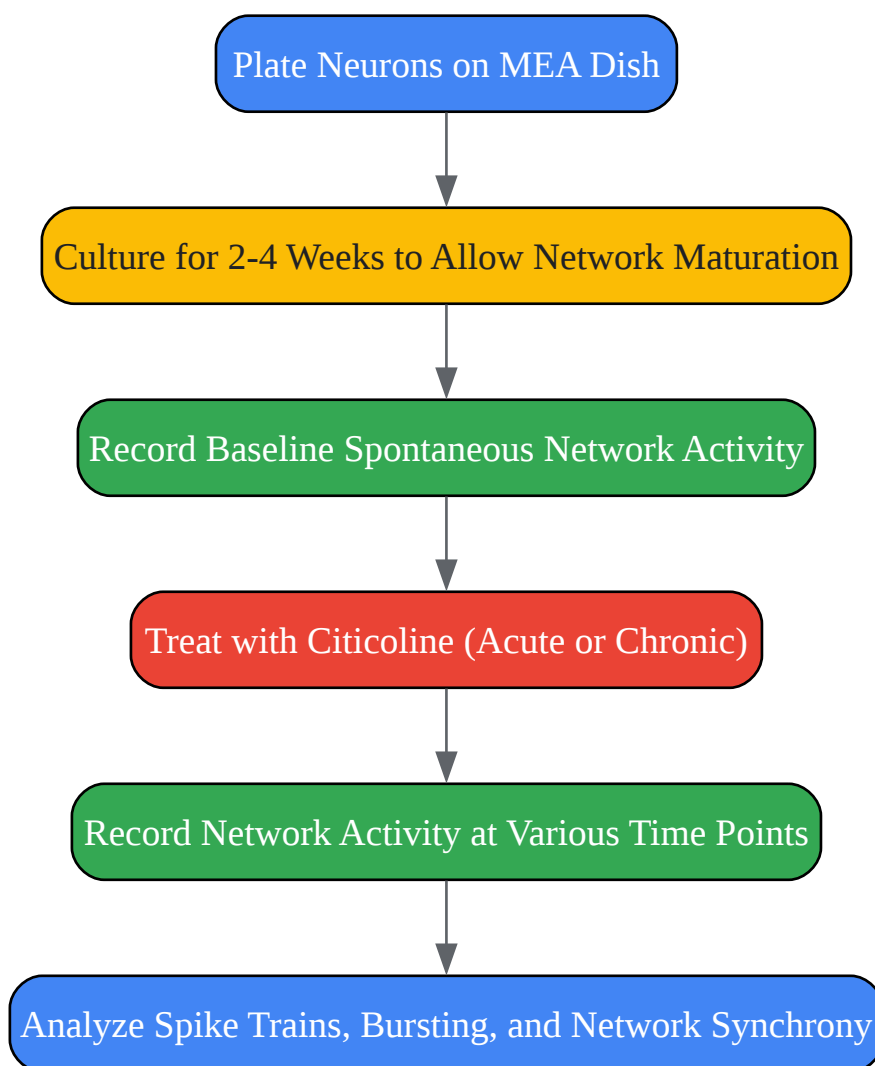 Plate Neurons on MEA Dish
Culture for 2-4 Weeks to Allow Network Maturation
Record Baseline Spontaneous Network Activity
Treat with Citicoline (Acute or Chronic)
Record Network Activity at Various Time Points
Analyze Spike Trains, Bursting, and Network Synchrony